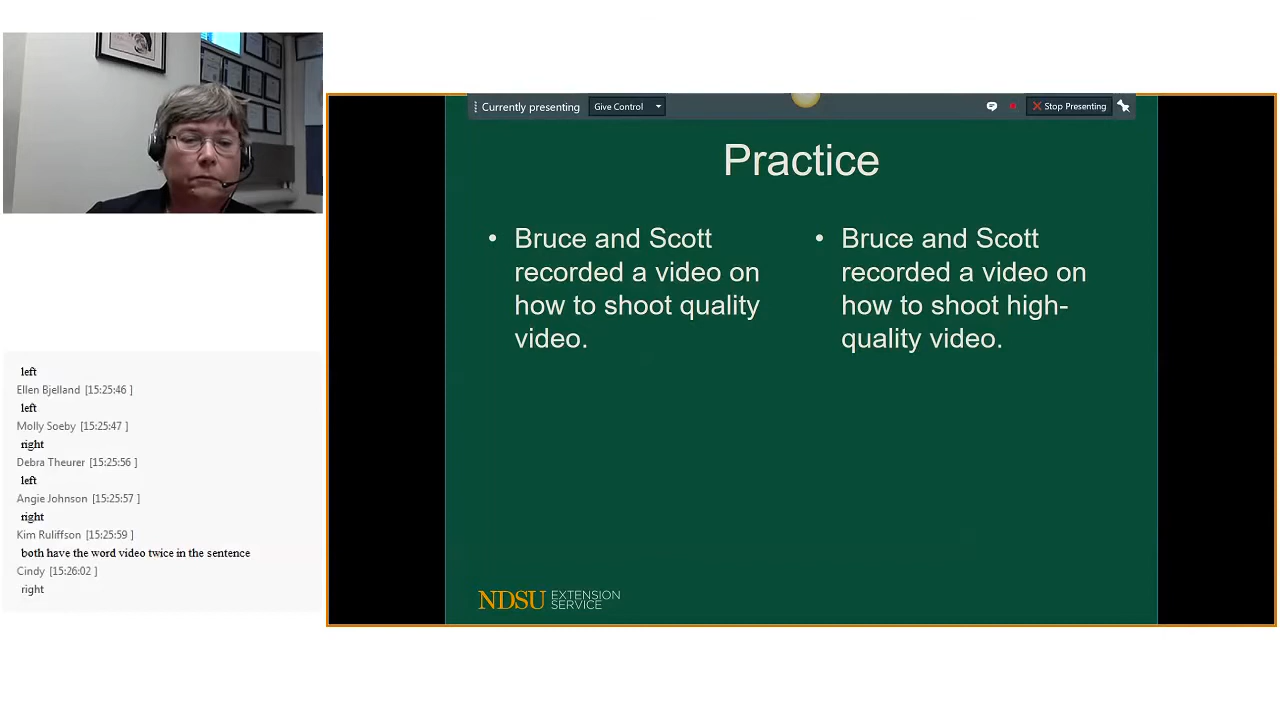 left
Ellen Bjelland [15:25:46 ]
left
Molly Soeby [15:25:47 ]
right
Debra Theurer [15:25:56 ]
left
Angie Johnson [15:25:57 ]
right
Kim Ruliffson [15:25:59 ]
both have the word video twice in the sentence
Cindy [15:26:02 ]
right
Currently presenting
Give Control
Stop Presenting
Practice
• Bruce and Scott
recorded a video on
how to shoot quality
video.
• Bruce and Scott
recorded a video on
how to shoot high-
quality video.
NDSU EXTENSION
SERVICE